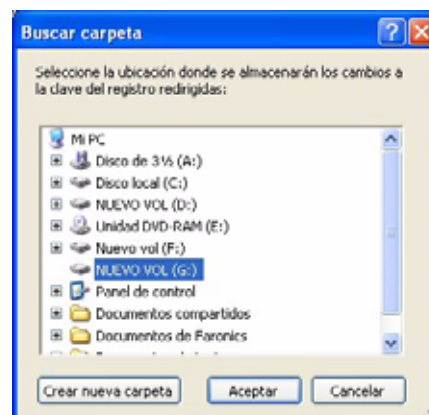 Buscar carpeta
Seleccione la ubicación donde se almacenarán los cambios a
la clave del registro redirigidas:
Mi PC
Disco de 3½ (A:)
Disco local (C:)
NUEVO VOL (D:)
Unidad DVD-RAM (E:)
Nuevo vol (F:)
NUEVO VOL (G:)
Panel de control
Documentos compartidos
Documentos de Faronics
Crear nueva carpeta
Aceptar
Cancelar